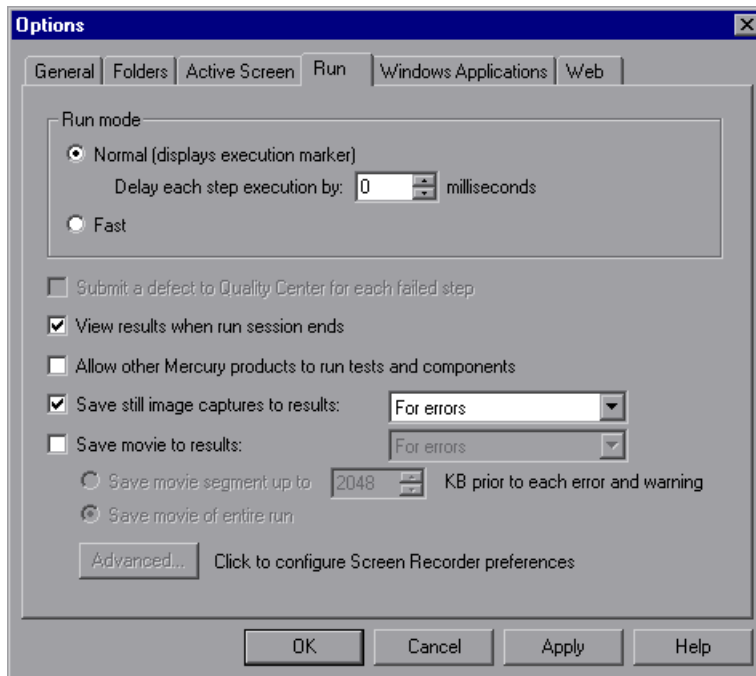 Options
General Folders Active Screen Run Windows Applications Web
Run mode
Normal (displays execution marker)
Delay each step execution by: 0 milliseconds
Fast
Submit a defect to Quality Center for each failed step
View results when run session ends
Allow other Mercury products to run tests and components
Save still image captures to results: For errors
Save movie to results: For errors
Save movie segment up to 2048 KB prior to each error and warning
Save movie of entire run
Advanced... Click to configure Screen Recorder preferences
OK Cancel Apply Help